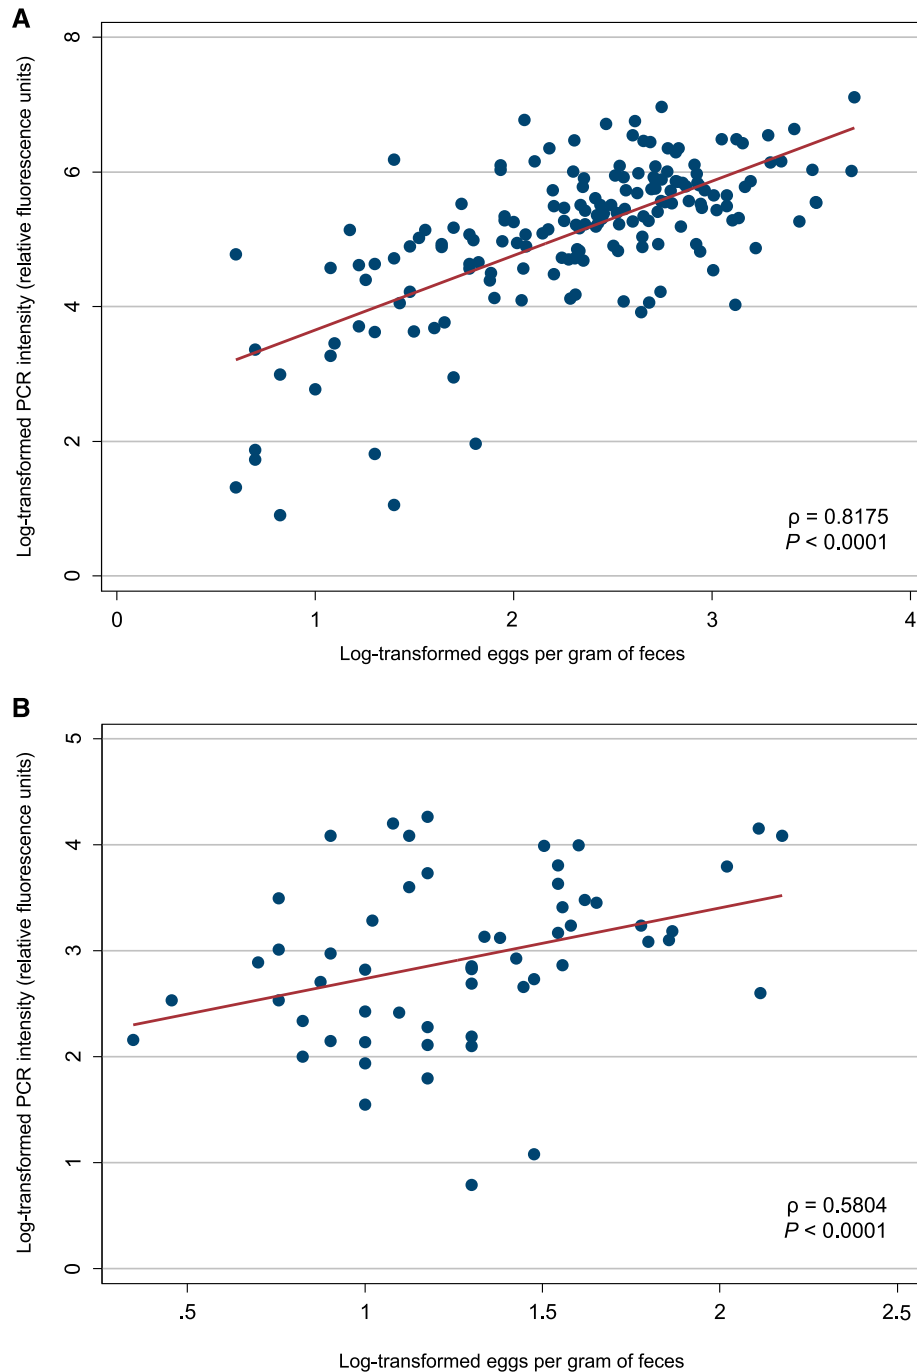 A
Log-transformed PCR intensity (relative fluorescence units)
8
6
4
2
0
ρ = 0.8175
P < 0.0001
0 1 2 3 4
Log-transformed eggs per gram of feces
B
Log-transformed PCR intensity (relative fluorescence units)
5
4
3
2
1
0
ρ = 0.5804
P < 0.0001
.5 1 1.5 2 2.5
Log-transformed eggs per gram of feces